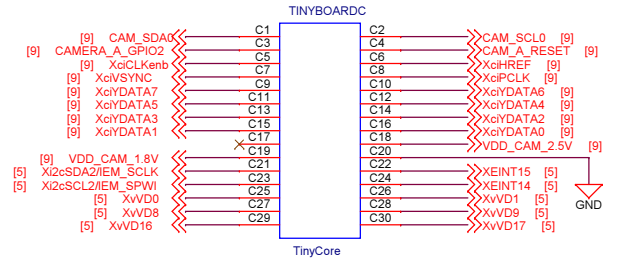 TINYBOARDC
[9] CAM_SDA0 C1 C2 CAM_SCL0 [9]
[9] CAMERA_A_GPIO2 C3 C4 CAM_A_RESET [9]
[9] XciCLKenb C5 C6 XciHREF [9]
[9] XciVSYNC C7 C8 XciPCLK [9]
[9] XciYDATA7 C9 C10 XciYDATA6 [9]
[9] XciYDATA5 C11 C12 XciYDATA4 [9]
[9] XciYDATA3 C13 C14 XciYDATA2 [9]
[9] XciYDATA1 C15 C16 XciYDATA0 [9]
C17 C18 VDD_CAM_2.5V [9]
[9] VDD_CAM_1.8V C19 C20
[5] Xi2cSDA2/IEM_SCLK C21 C22 XEINT15 [5]
[5] Xi2cSCL2/IEM_SPWI C23 C24 XEINT14 [5]
[5] XvVD0 C25 C26 XvVD1 [5]
[5] XvVD8 C27 C28 XvVD9 [5]
[5] XvVD16 C29 C30 XvVD17 [5]
GND
TinyCore